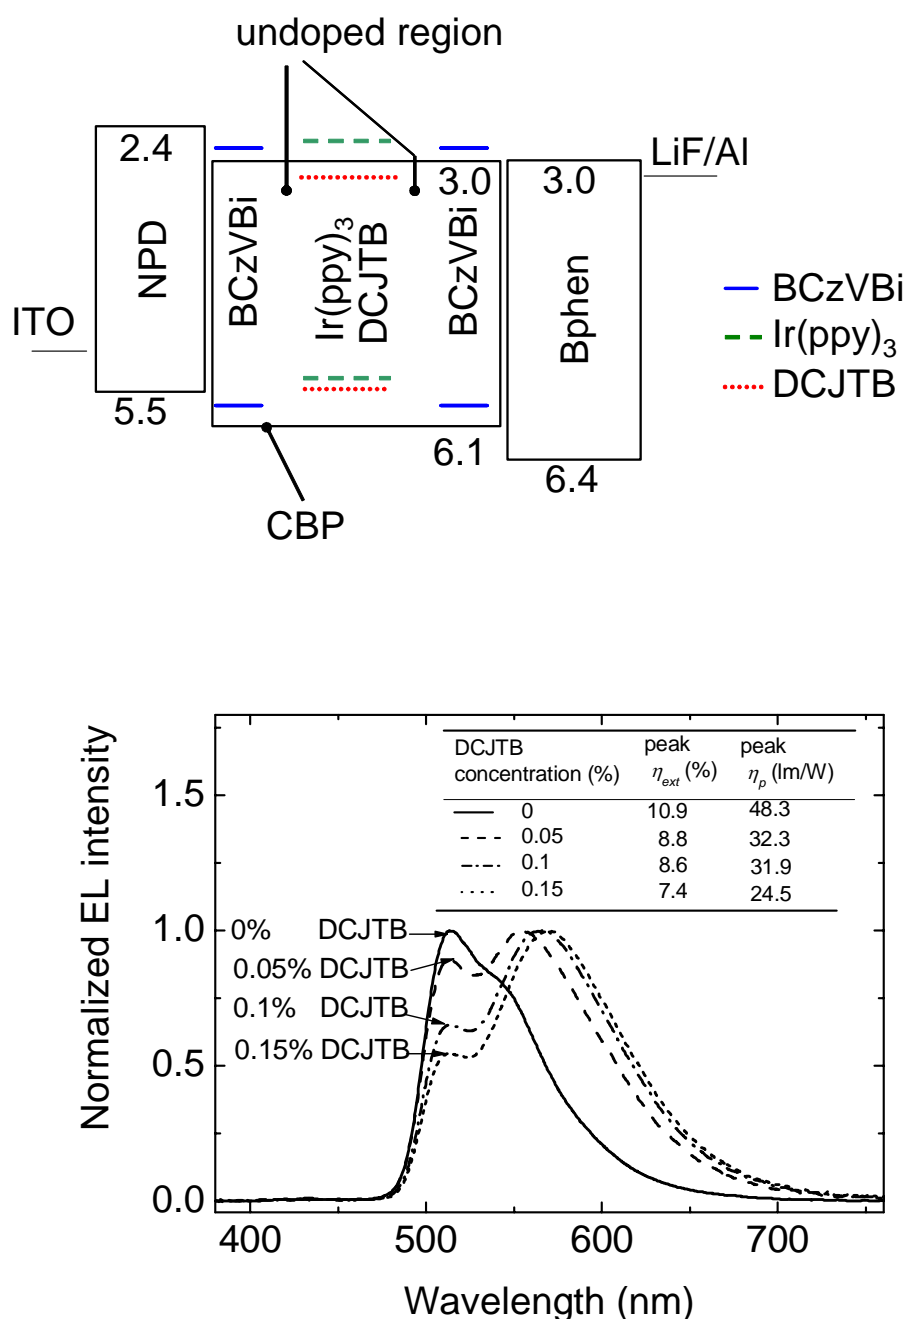 undoped region
2.4
LiF/Al
3.0
3.0
NPD
BCzVBi
Ir(ppy)3
DCJTB
BCzVBi
Bphen
BCzVBi
Ir(ppy)3
DCJTB
ITO
5.5
6.1
6.4
CBP
Normalized EL intensity
1.5
1.0
0.5
0.0
DCJTB concentration (%)
peak ηext (%)
peak ηp (lm/W)
0 10.9 48.3
0.05 8.8 32.3
0.1 8.6 31.9
0.15 7.4 24.5
0% DCJTB
0.05% DCJTB
0.1% DCJTB
0.15% DCJTB
400 500 600 700
Wavelength (nm)